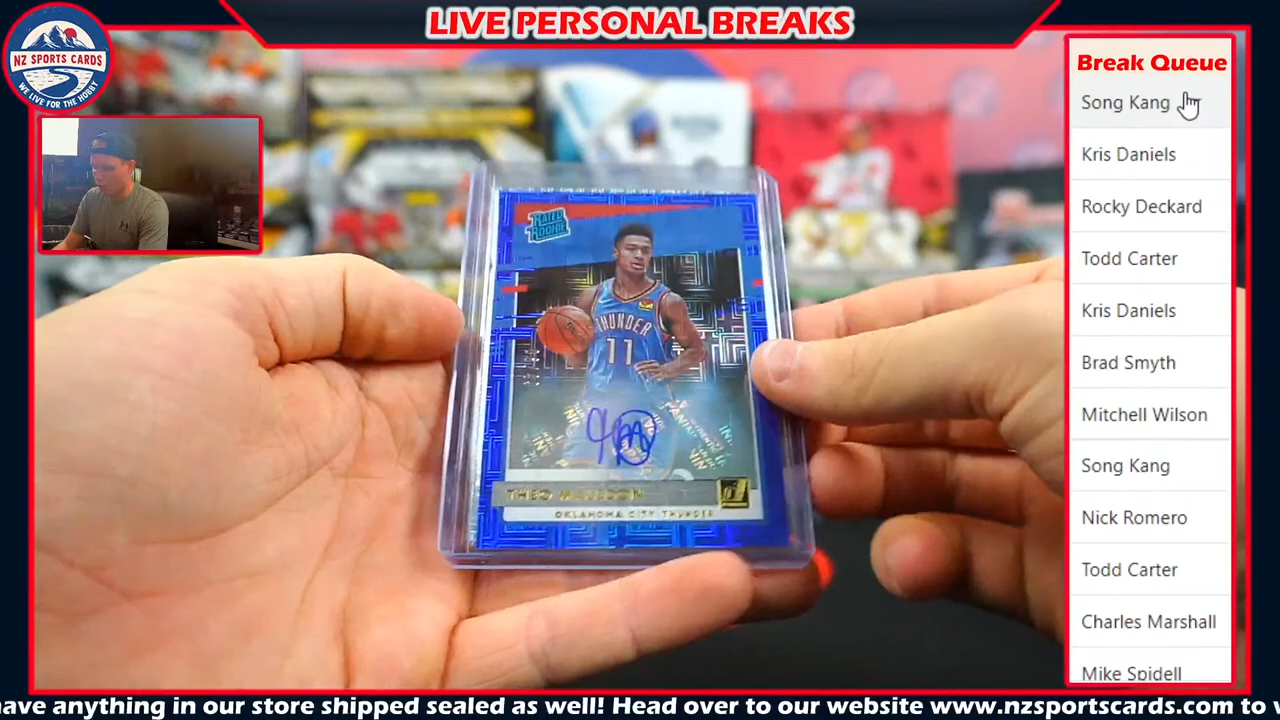 LIVE PERSONAL BREAKS
NZ SPORTS CARDS
WE LIVE FOR THE HOBBY
Break Queue
Song Kang
Kris Daniels
Rocky Deckard
Todd Carter
Kris Daniels
Brad Smyth
Mitchell Wilson
Song Kang
Nick Romero
Todd Carter
Charles Marshall
Mike Spidell
RATED
ROOKIE
THUNDER
11
THEO MALEDON
OKLAHOMA CITY THUNDER
have anything in our store shipped sealed as well! Head over to our website www.nzsportscards.com to